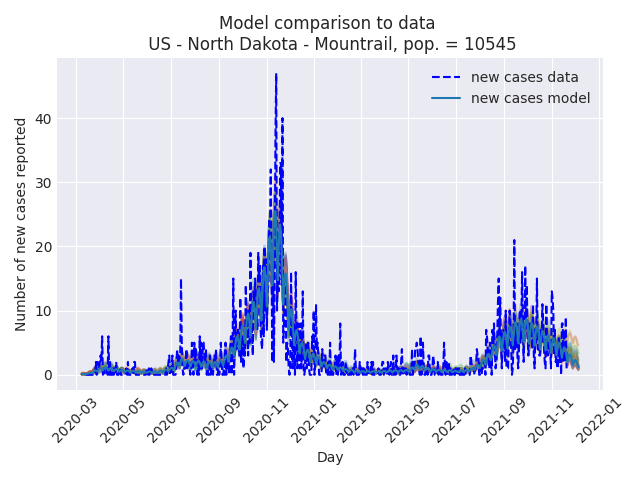 Model comparison to data
US - North Dakota - Mountrail, pop. = 10545
new cases data
new cases model
Number of new cases reported
40
30
20
10
0
2020-03
2020-05
2020-07
2020-09
2020-11
2021-01
2021-03
2021-05
2021-07
2021-09
2021-11
2022-01
Day